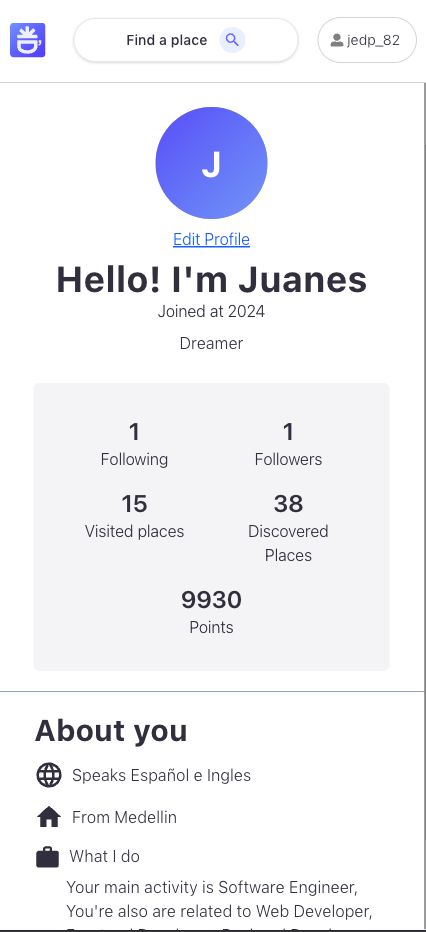 Find a place
jedp_82
J
Edit Profile
Hello! I'm Juanes
Joined at 2024
Dreamer
1
Following
1
Followers
15
Visited places
38
Discovered
Places
9930
Points
About you
Speaks Español e Ingles
From Medellin
What I do
Your main activity is Software Engineer,
You're also are related to Web Developer,